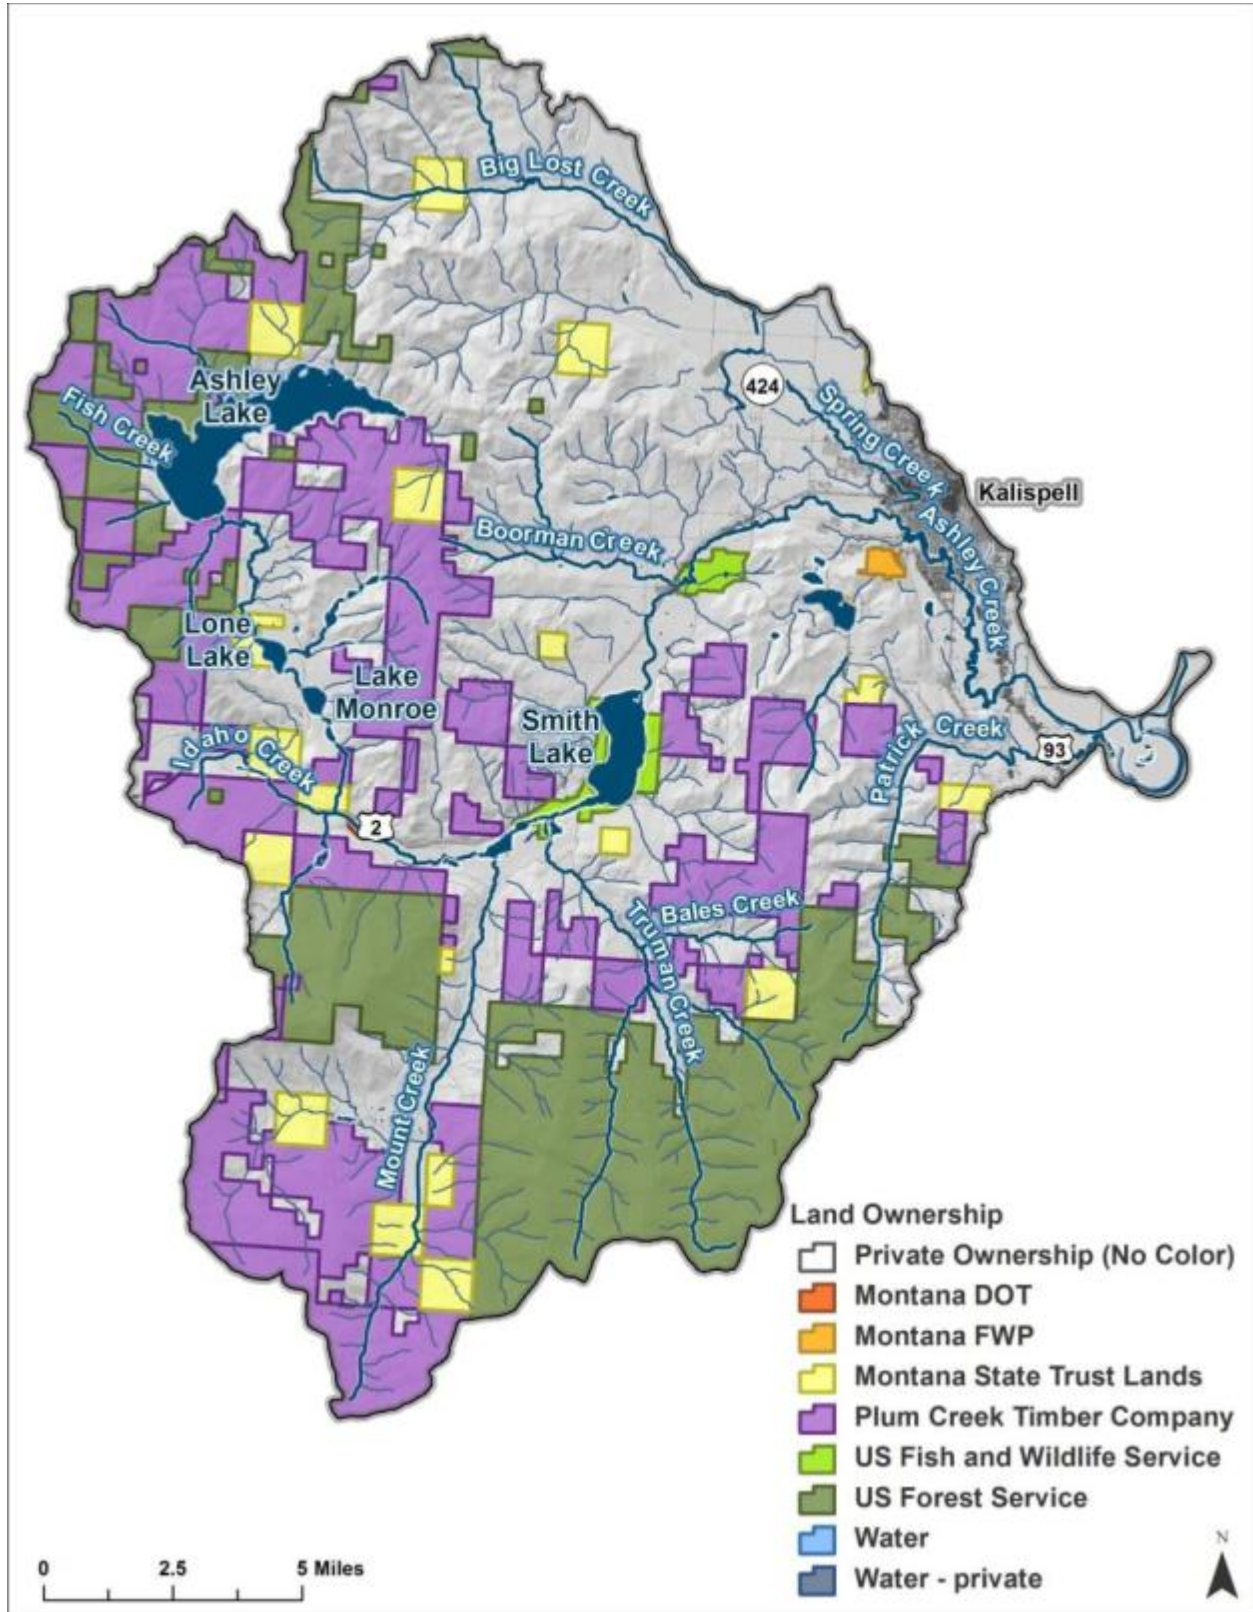 Big Lost Creek
Ashley
Lake
424
Fish Creek
Spring Creek
Kalispell
Boorman Creek
Ashley Creek
Lone
Lake
Lake
Monroe
Smith
Lake
Idaho Creek
Patrick Creek
93
2
Bales Creek
Truman Creek
Mount Creek
Land Ownership
Private Ownership (No Color)
Montana DOT
Montana FWP
Montana State Trust Lands
Plum Creek Timber Company
US Fish and Wildlife Service
US Forest Service
Water
Water - private
N
0 2.5 5 Miles